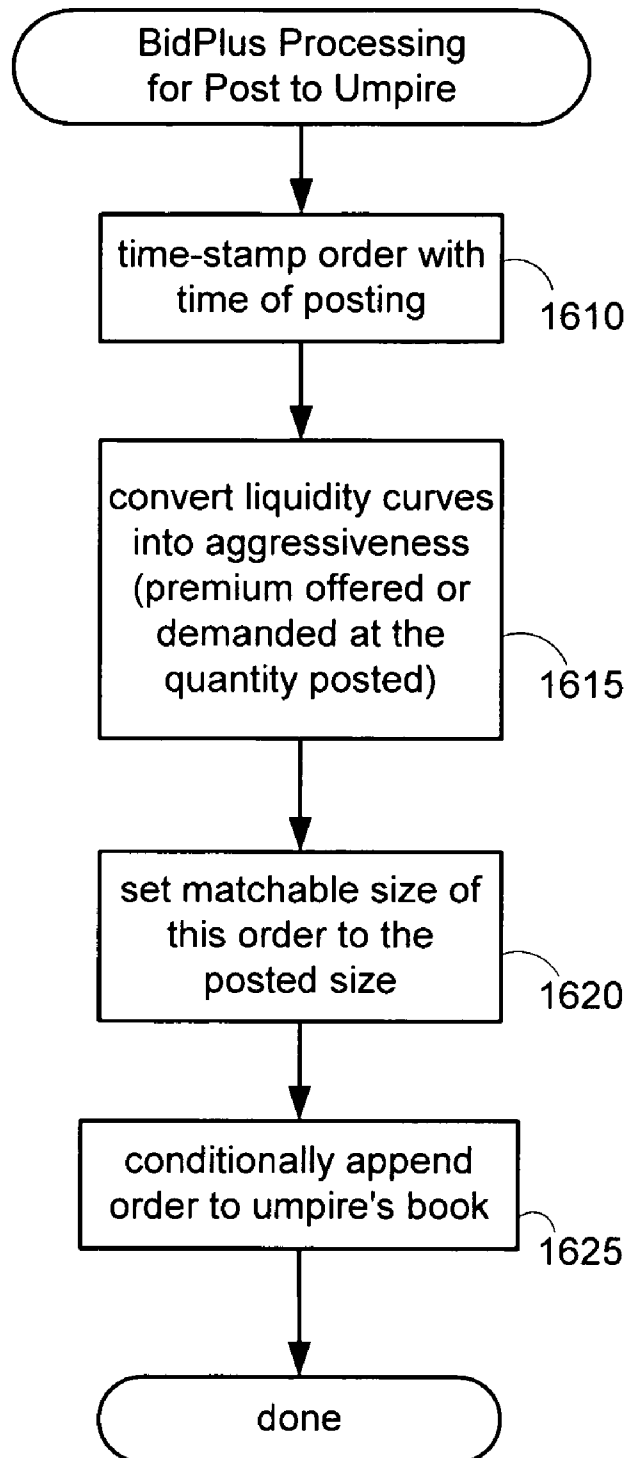 BidPlus Processing
for Post to Umpire
time-stamp order with
time of posting
1610
convert liquidity curves
into aggressiveness
(premium offered or
demanded at the
quantity posted)
1615
set matchable size of
this order to the
posted size
1620
conditionally append
order to umpire's book
1625
done